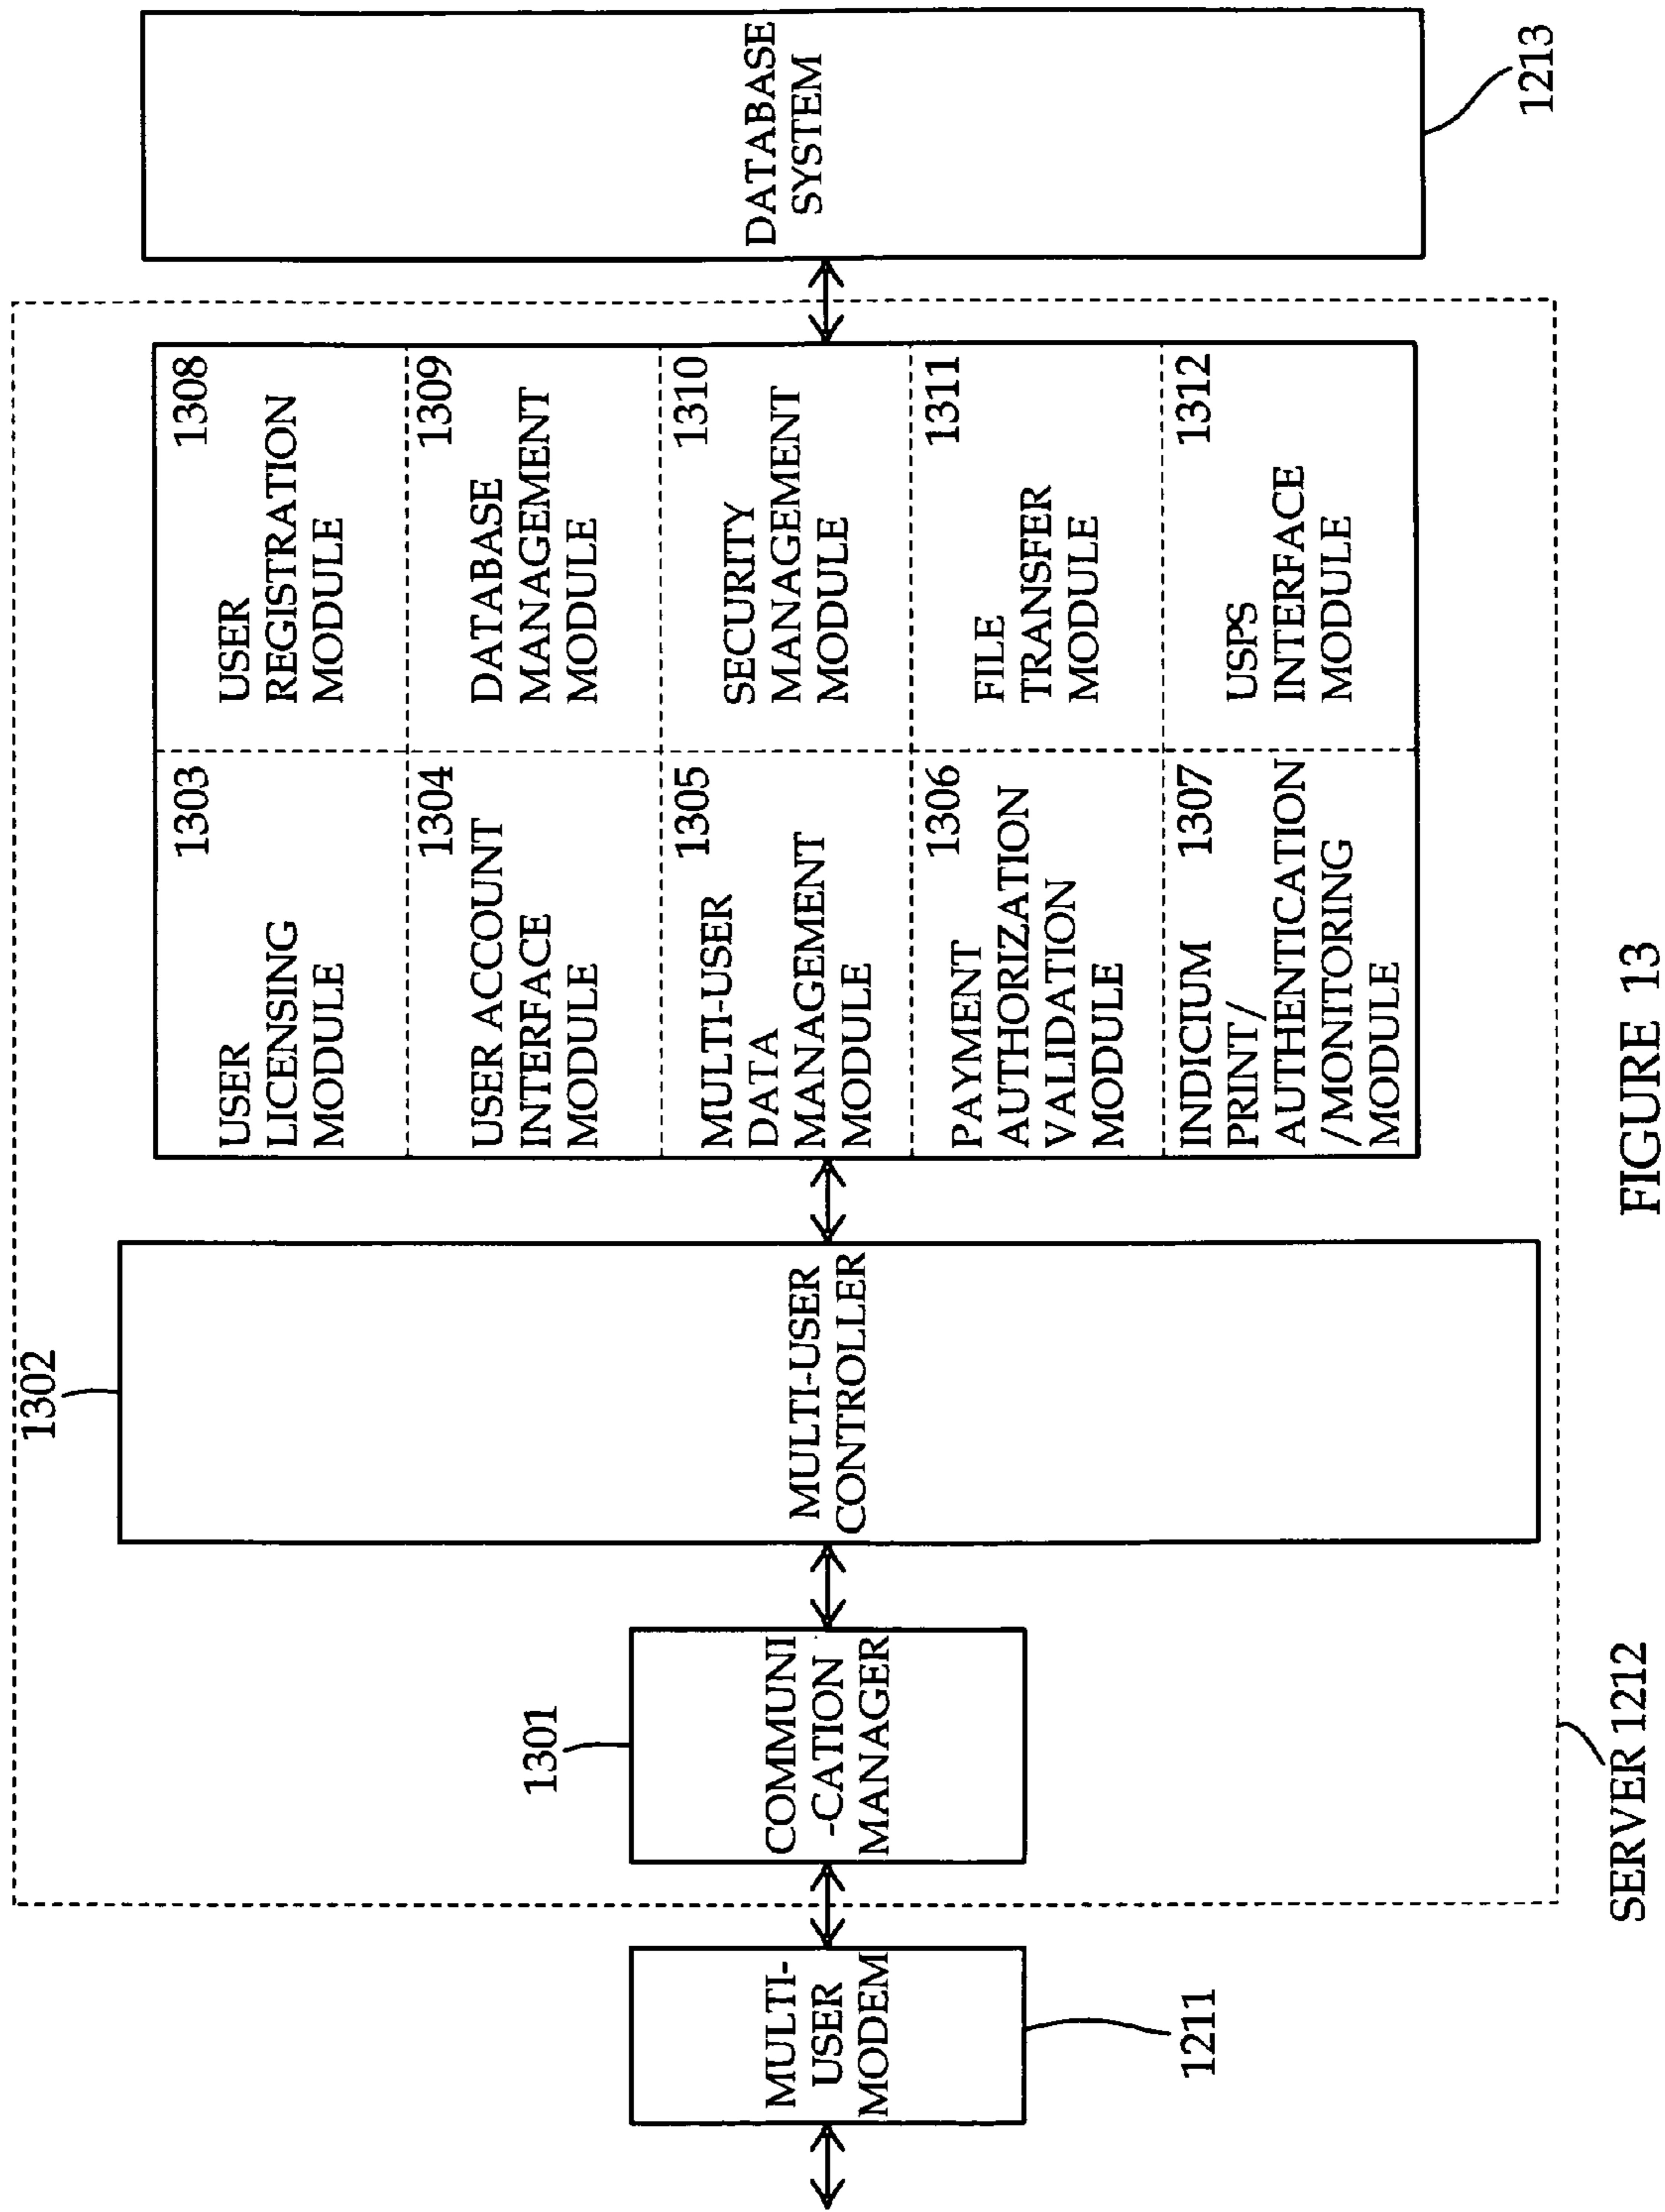 1302
1301
MULTI-
USER
MODEM
1211
COMMUNI
-CATION
MANAGER
MULTI-USER
CONTROLLER
USER
LICENSING
MODULE
1303
USER ACCOUNT
INTERFACE
MODULE
1304
MULTI-USER
DATA
MANAGEMENT
MODULE
1305
PAYMENT
AUTHORIZATION
VALIDATION
MODULE
1306
INDICIUM
PRINT/
AUTHENTICATION
/MONITORING
MODULE
1307
USER
REGISTRATION
MODULE
1308
DATABASE
MANAGEMENT
MODULE
1309
SECURITY
MANAGEMENT
MODULE
1310
FILE
TRANSFER
MODULE
1311
USPS
INTERFACE
MODULE
1312
DATABASE
SYSTEM
1213
SERVER 1212
FIGURE 13